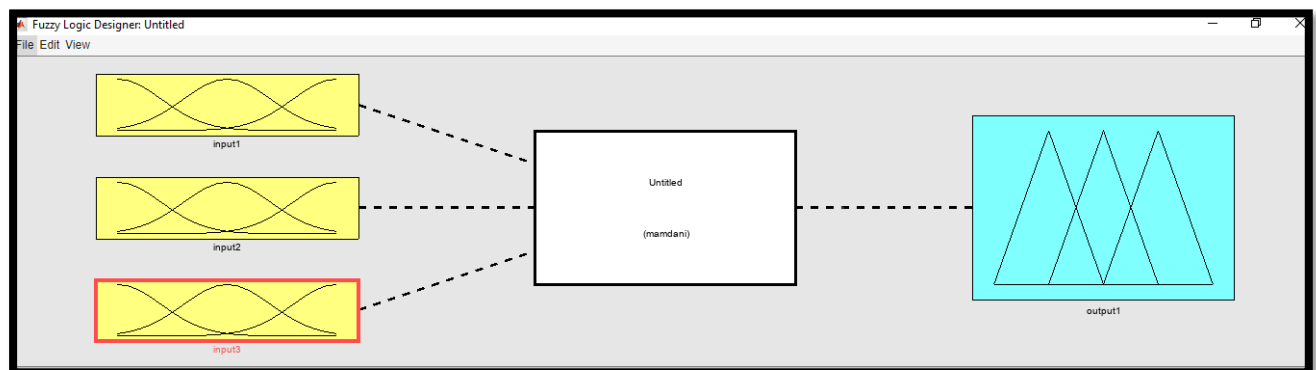 Fuzzy Logic Designer: Untitled
File Edit View
input1
input2
input3
Untitled
(mamdani)
output1